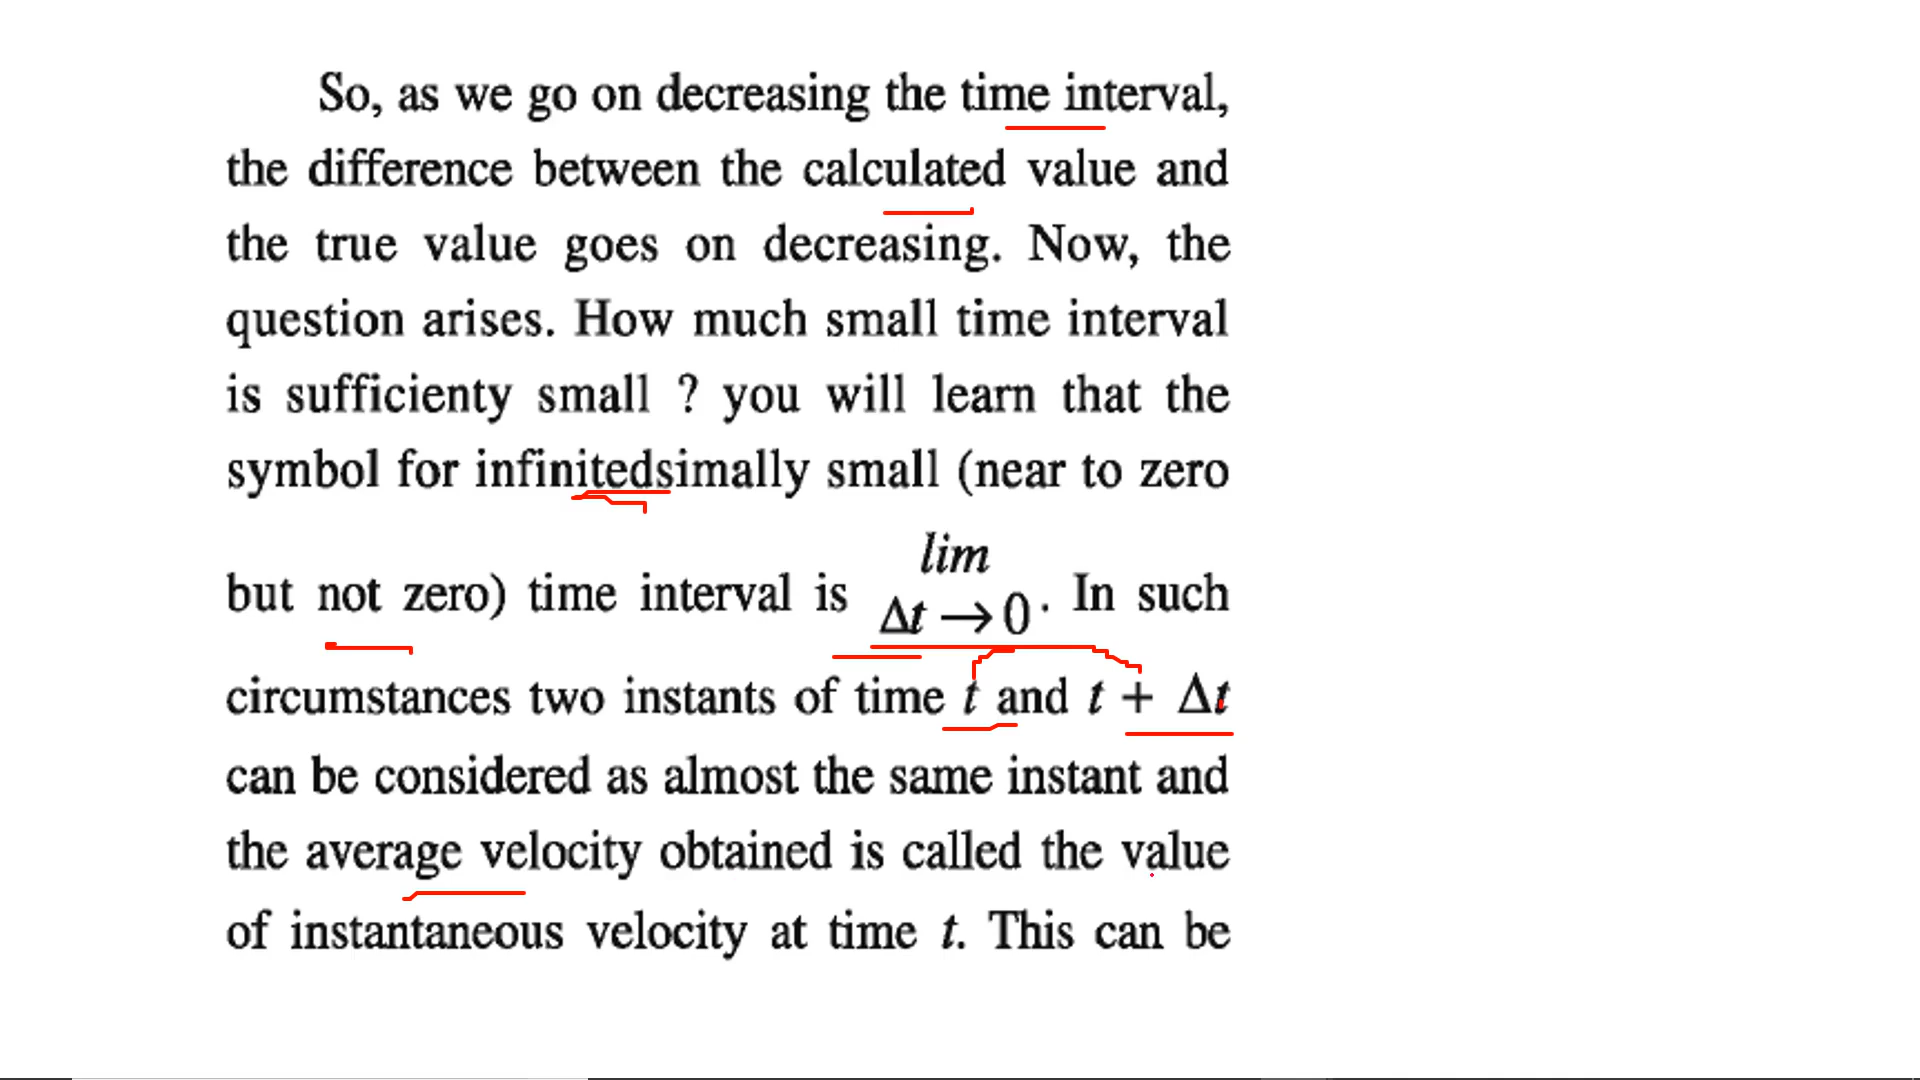 So, as we go on decreasing the time interval,
the difference between the calculated value and
the true value goes on decreasing. Now, the
question arises. How much small time interval
is sufficienty small ? you will learn that the
symbol for infinitedsimally small (near to zero
but not zero) time interval is lim Δt → 0. In such
circumstances two instants of time t and t + Δt
can be considered as almost the same instant and
the average velocity obtained is called the value
of instantaneous velocity at time t. This can be